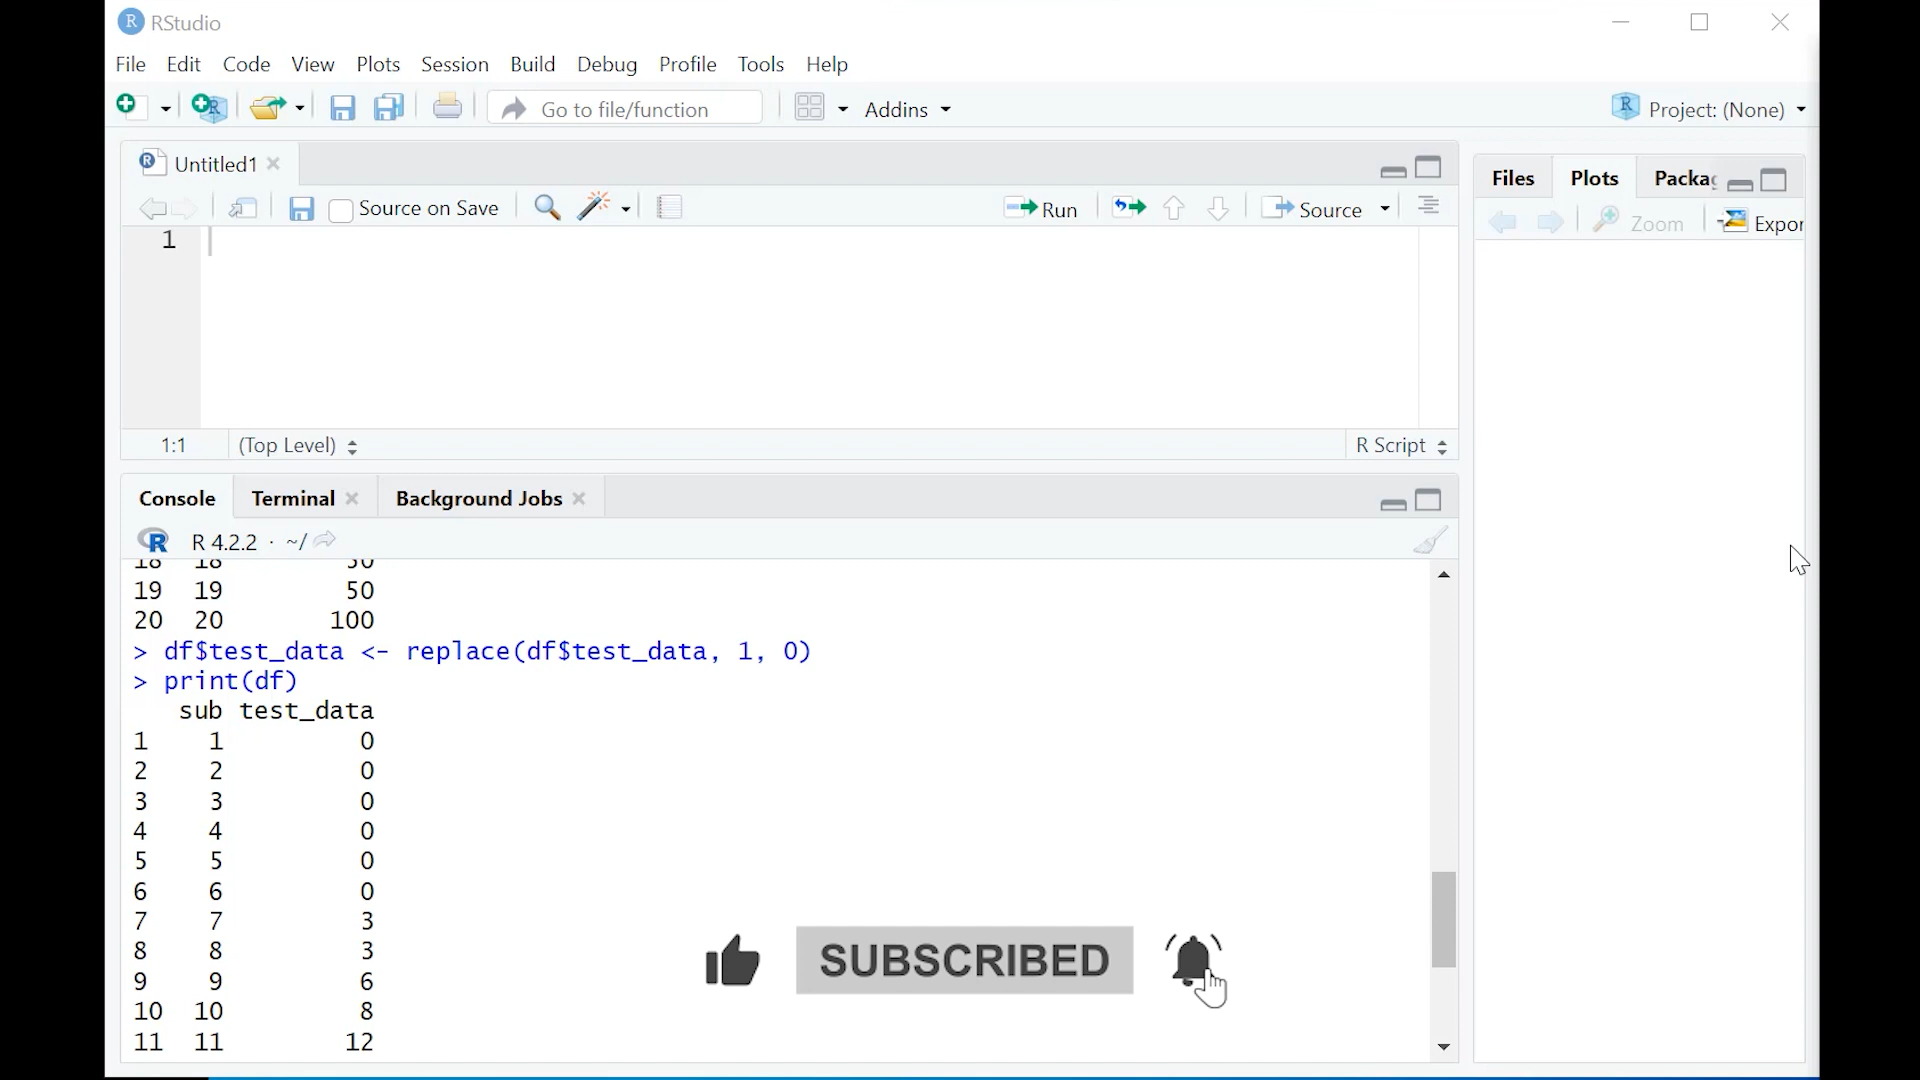 RStudio
File Edit Code View Plots Session Build Debug Profile Tools Help
Go to file/function Addins Project: (None)
Untitled1
Source on Save Run Source
1
1:1 (Top Level) R Script
Files Plots Packag
Zoom Expor
Console Terminal Background Jobs
R 4.2.2 · ~/
18 18 50
19 19 50
20 20 100
> df$test_data <- replace(df$test_data, 1, 0)
> print(df)
sub test_data
1 1 0
2 2 0
3 3 0
4 4 0
5 5 0
6 6 0
7 7 3
8 8 3
9 9 6
10 10 8
11 11 12
SUBSCRIBED